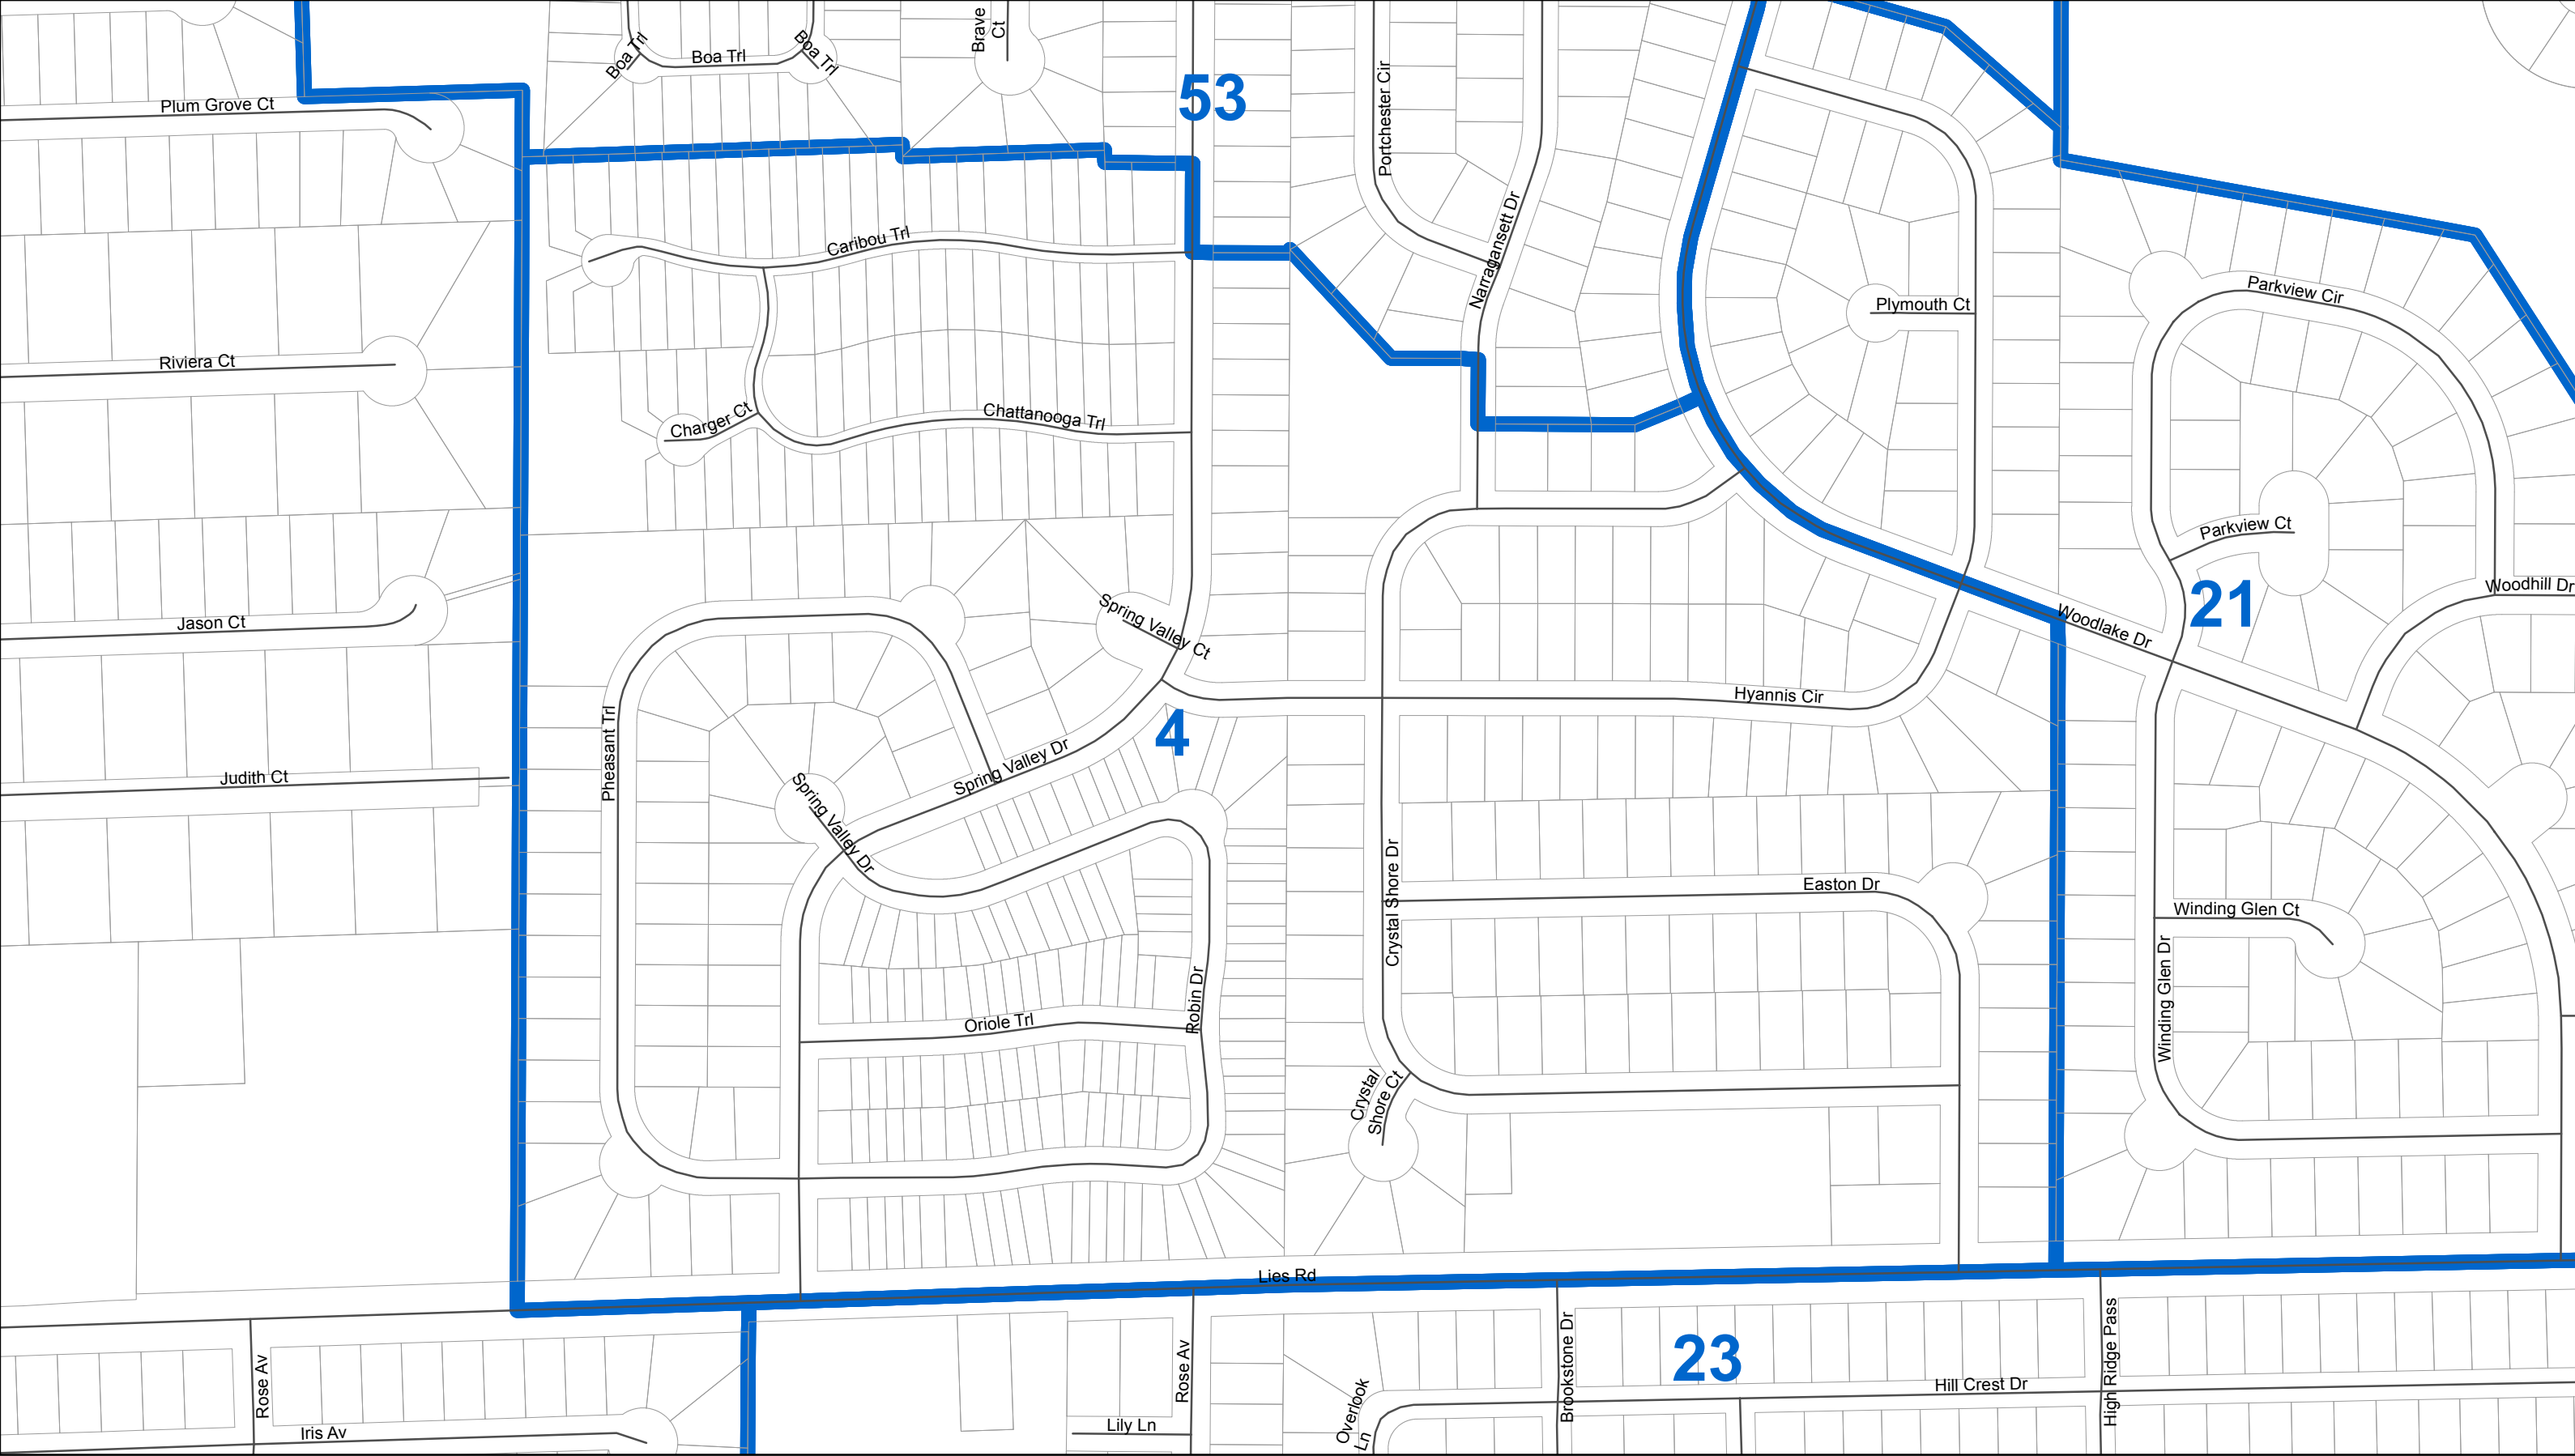 Brave
Ct
Boa Trl
Boa Trl
Boa Trl
53
Plum Grove Ct
Portchester Cir
Narragansett Dr
Caribou Trl
Plymouth Ct
Parkview Cir
Riviera Ct
Charger Ct
Chattanooga Trl
Parkview Ct
Woodhill Dr
21
Woodlake Dr
Spring Valley Ct
Jason Ct
Hyannis Cir
4
Pheasant Trl
Spring Valley Dr
Judith Ct
Spring Valley Dr
Crystal Shore Dr
Easton Dr
Winding Glen Ct
Winding Glen Dr
Robin Dr
Oriole Trl
Crystal
Shore Ct
Lies Rd
Rose Av
Rose Av
Brookstone Dr
23
High Ridge Pass
Hill Crest Dr
Overlook
Ln
Lily Ln
Iris Av